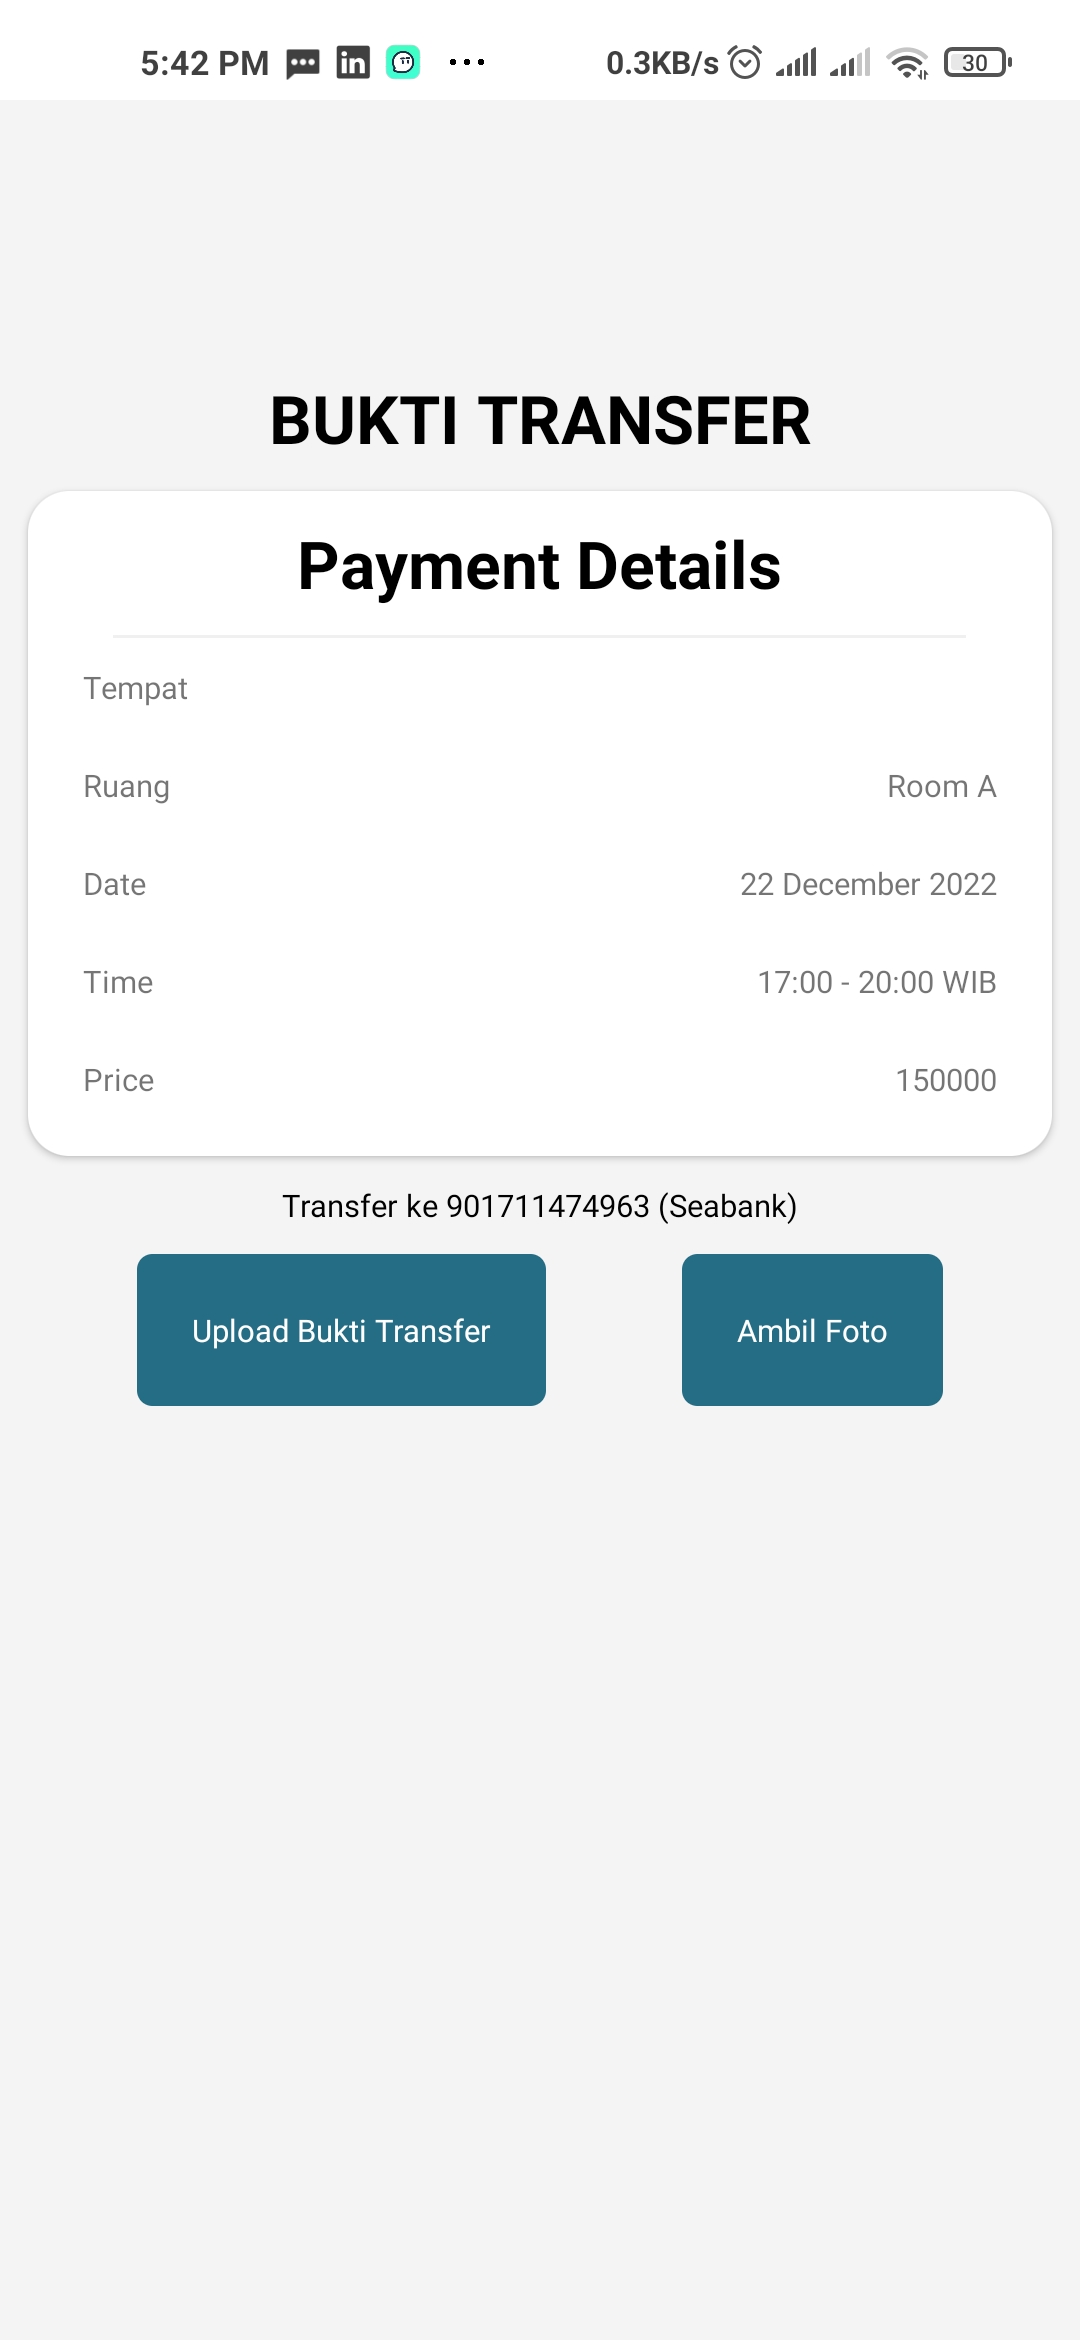 5:42 PM in ... 0.3KB/s 30
BUKTI TRANSFER
Payment Details
Tempat
Ruang Room A
Date 22 December 2022
Time 17:00 - 20:00 WIB
Price 150000
Transfer ke 901711474963 (Seabank)
Upload Bukti Transfer Ambil Foto